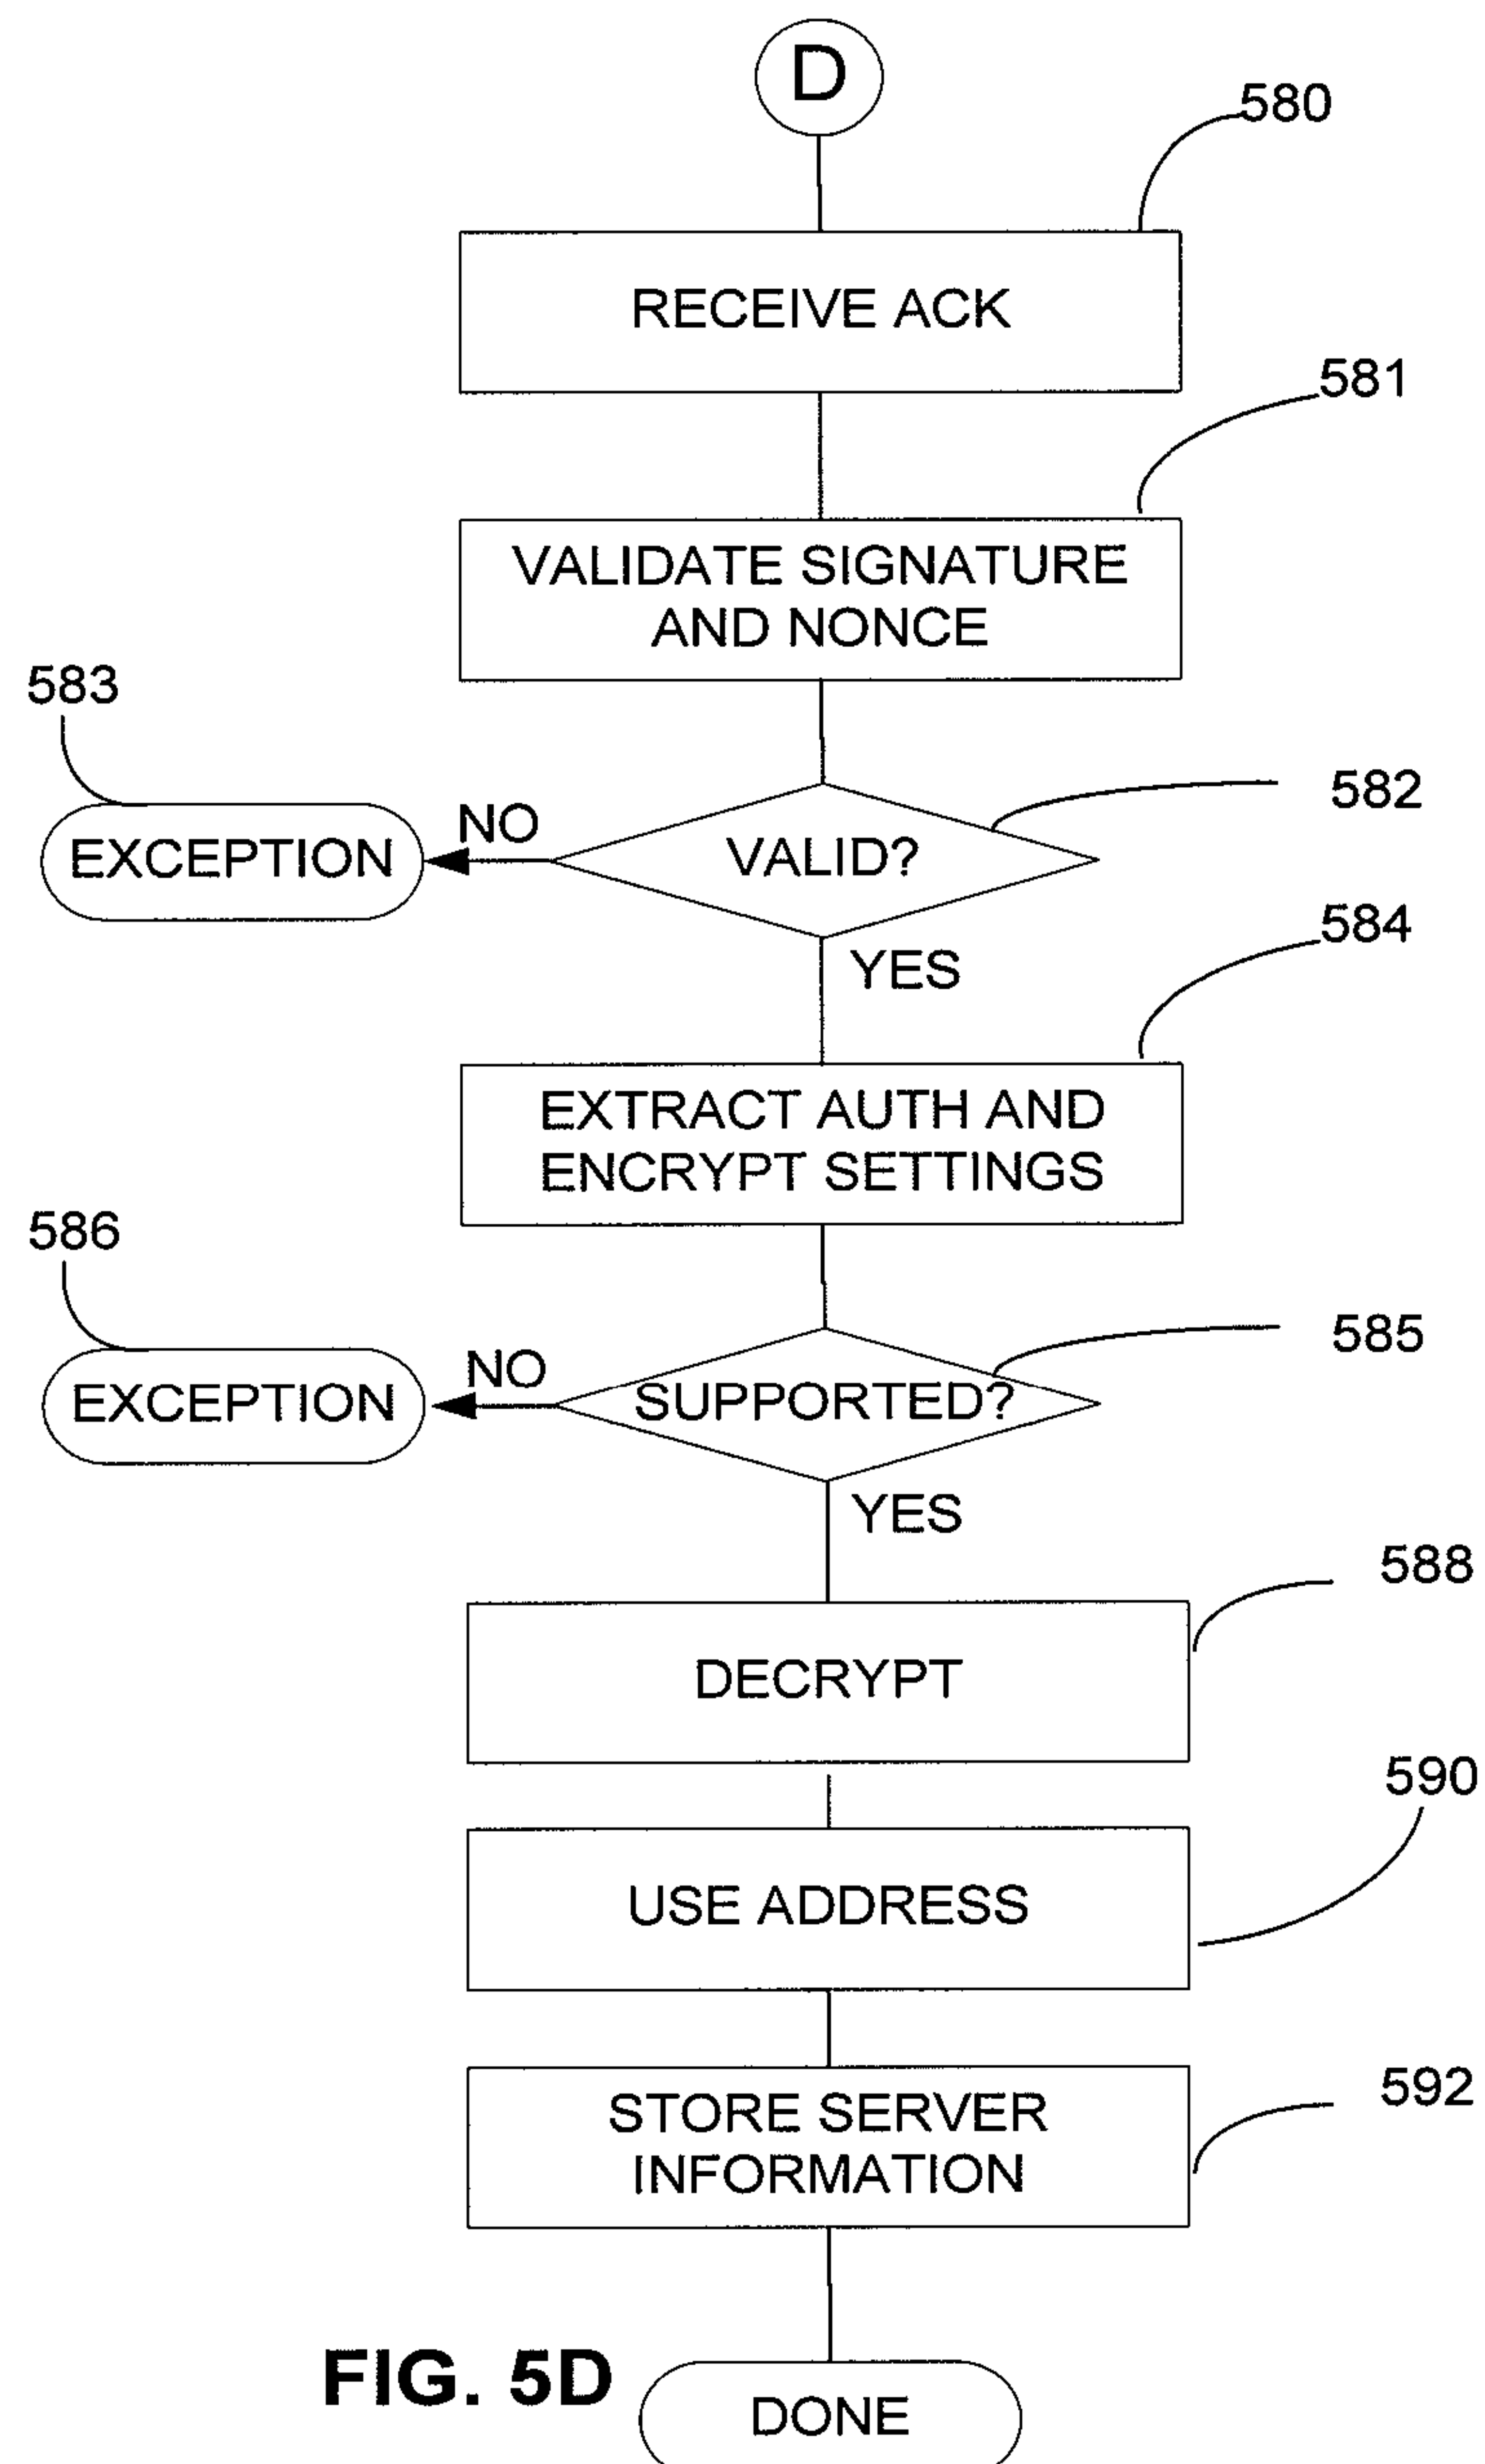 D
580
RECEIVE ACK
581
VALIDATE SIGNATURE
AND NONCE
583
582
EXCEPTION
NO
VALID?
584
YES
EXTRACT AUTH AND
ENCRYPT SETTINGS
586
585
EXCEPTION
NO
SUPPORTED?
YES
588
DECRYPT
590
USE ADDRESS
592
STORE SERVER
INFORMATION
FIG. 5D
DONE